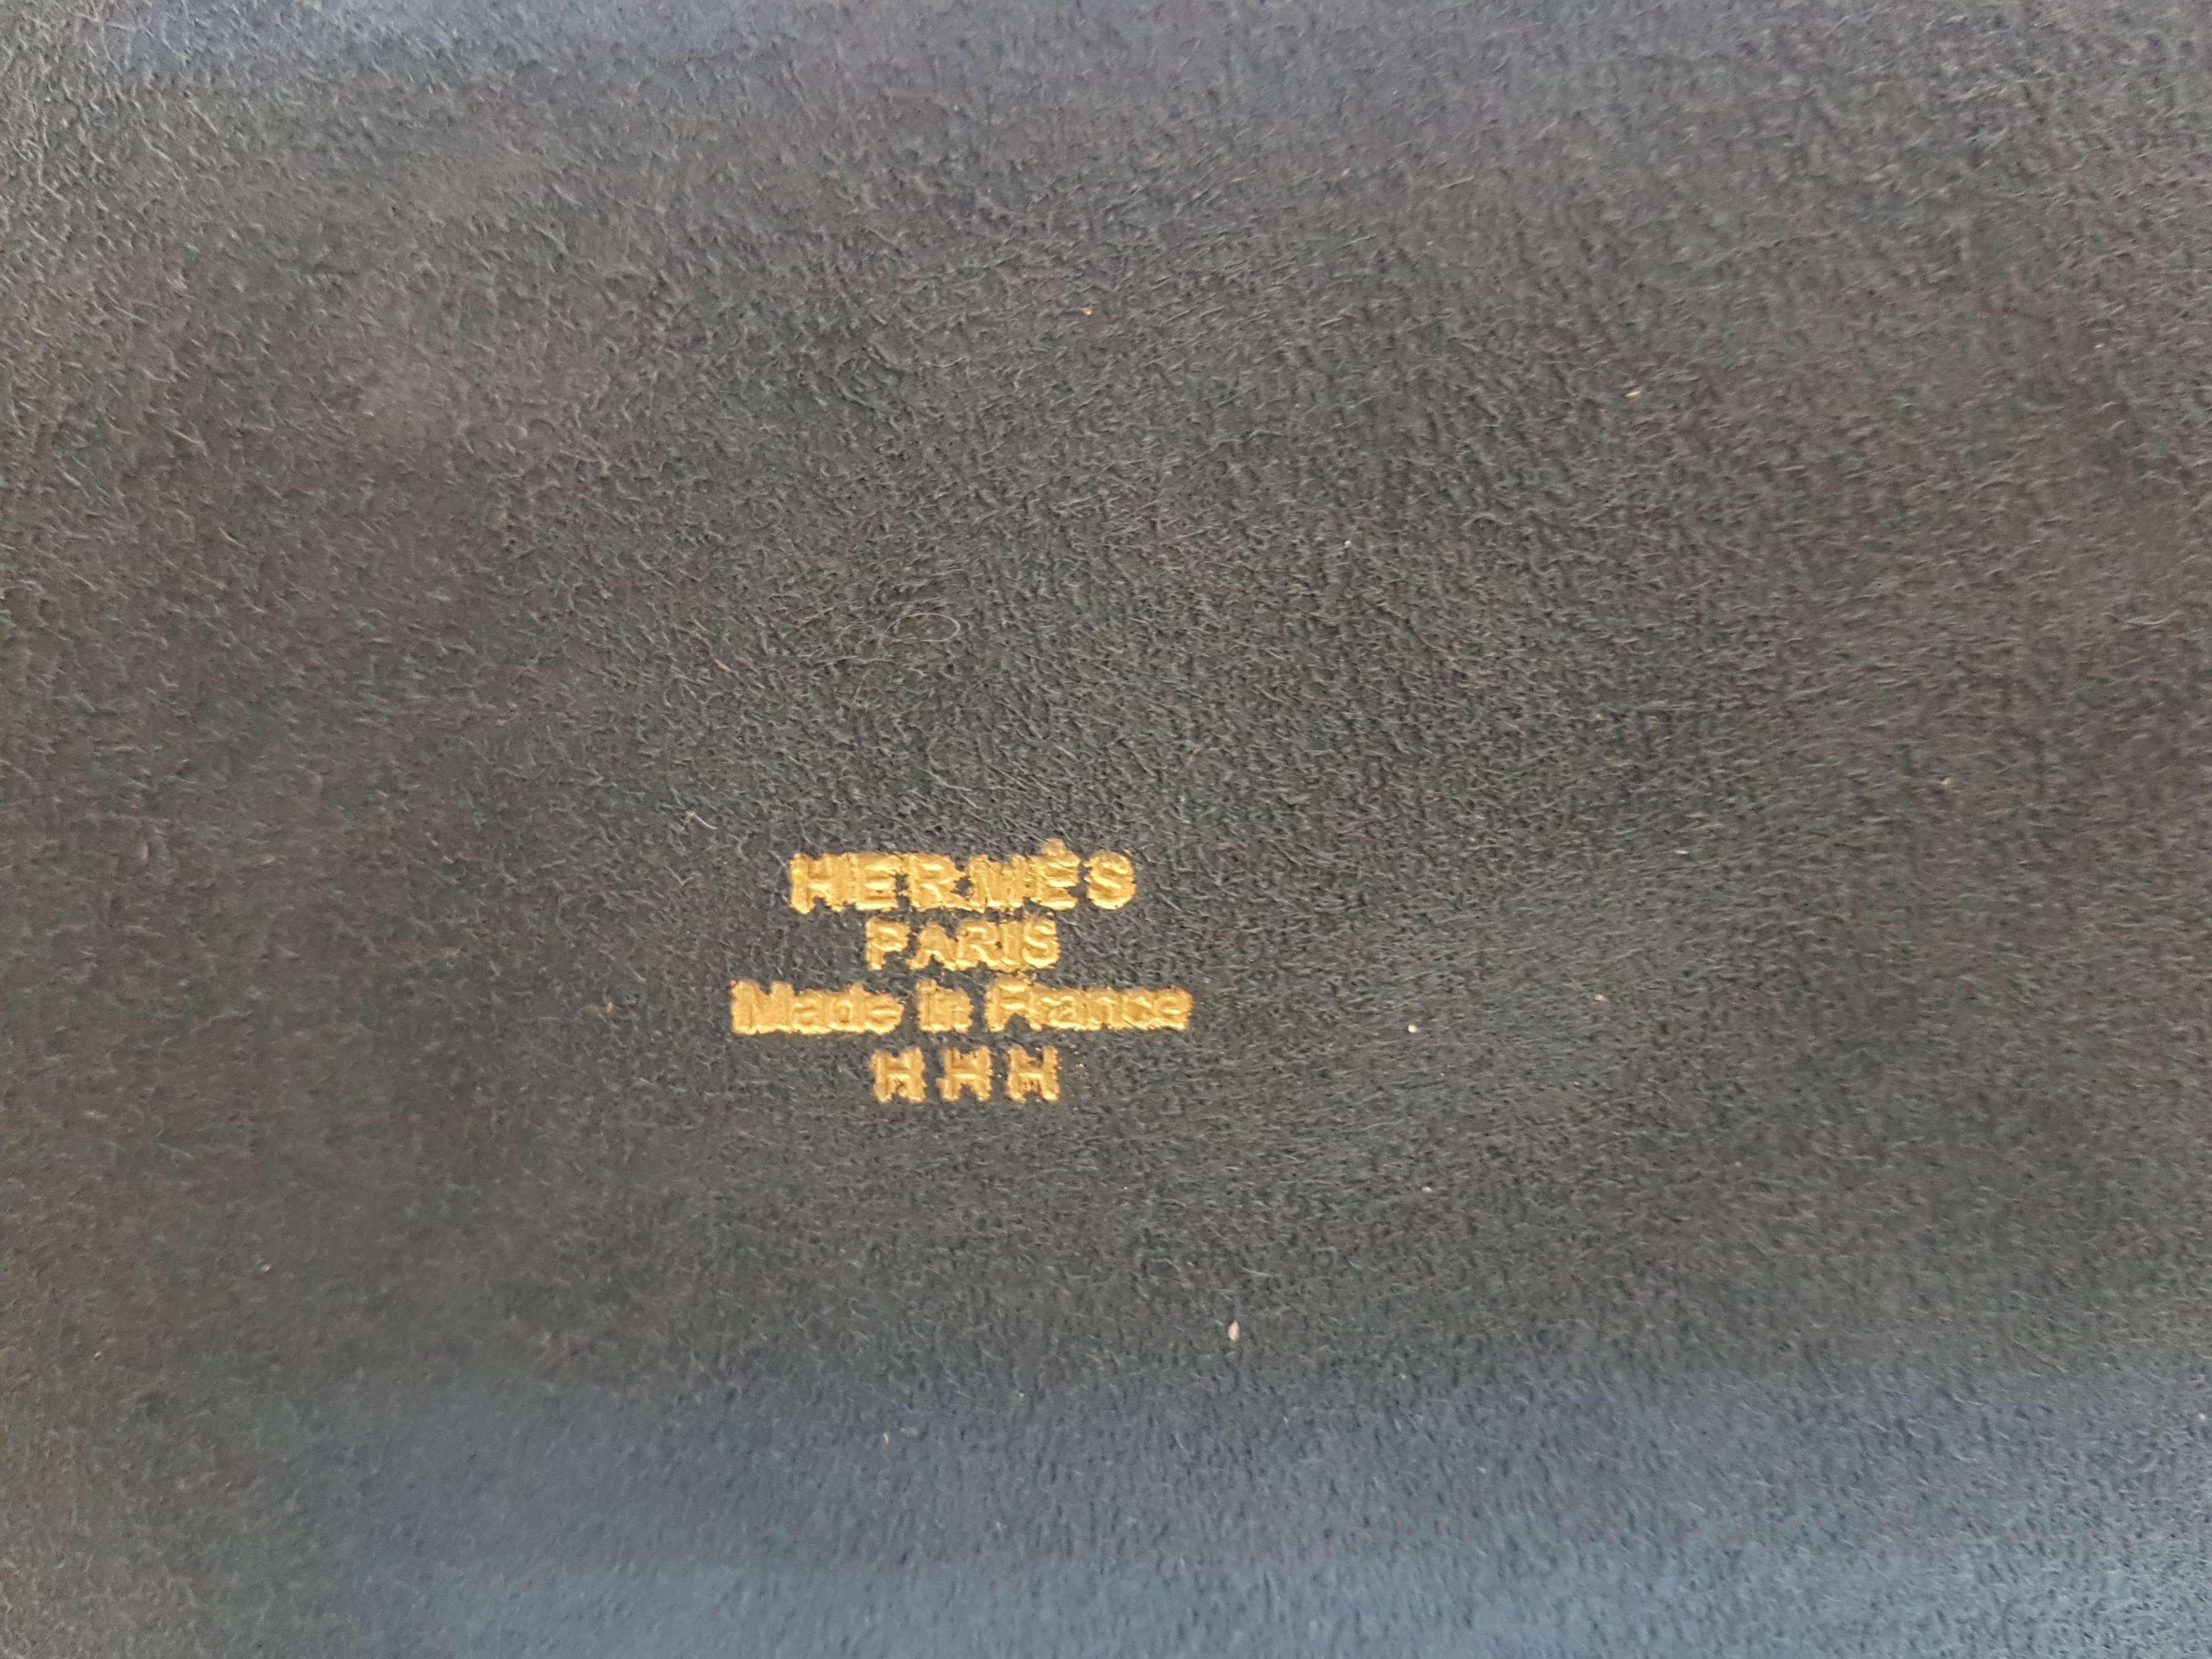 HERMÈS
PARIS
Made in France
H H H